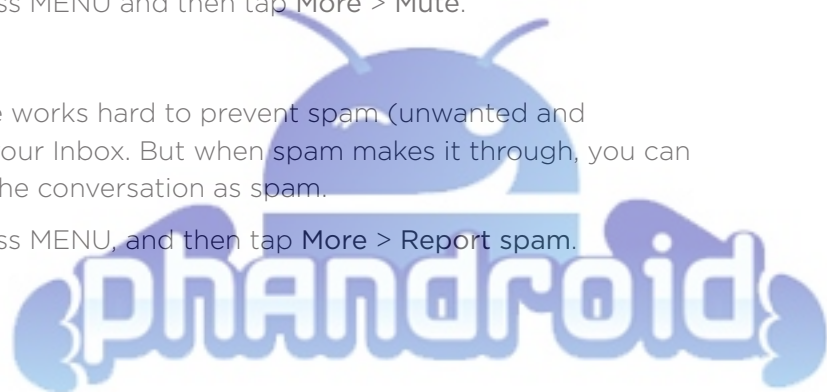 ss MENU and then tap More > Mute.
e works hard to prevent spam (unwanted and
our Inbox. But when spam makes it through, you can
he conversation as spam.
ss MENU, and then tap More > Report spam.
phandroid